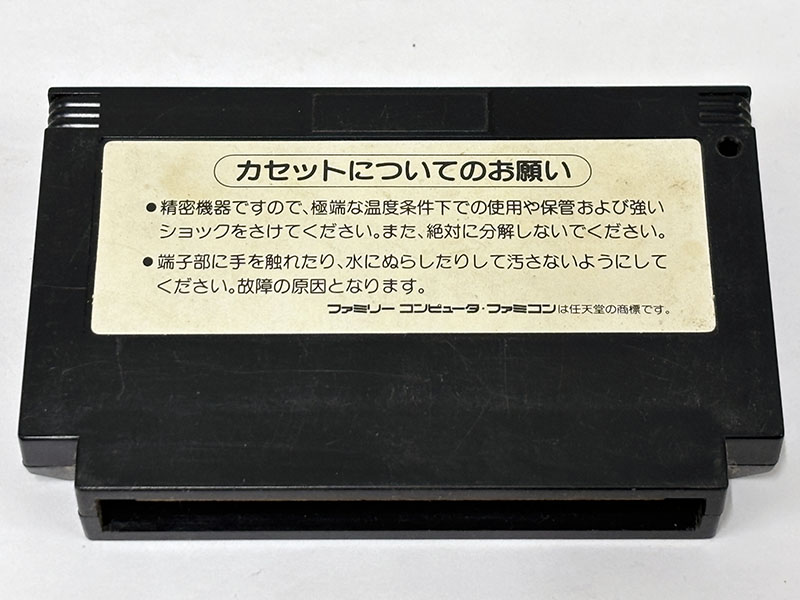 カセットについてのお願い
●精密機器ですので、極端な温度条件下での使用や保管および強い
ショックをさけてください。また、絶対に分解しないでください。
●端子部に手を触れたり、水にぬらしたりして汚さないようにして
ください。故障の原因となります。
ファミリー コンピュータ・ファミコンは任天堂の商標です。